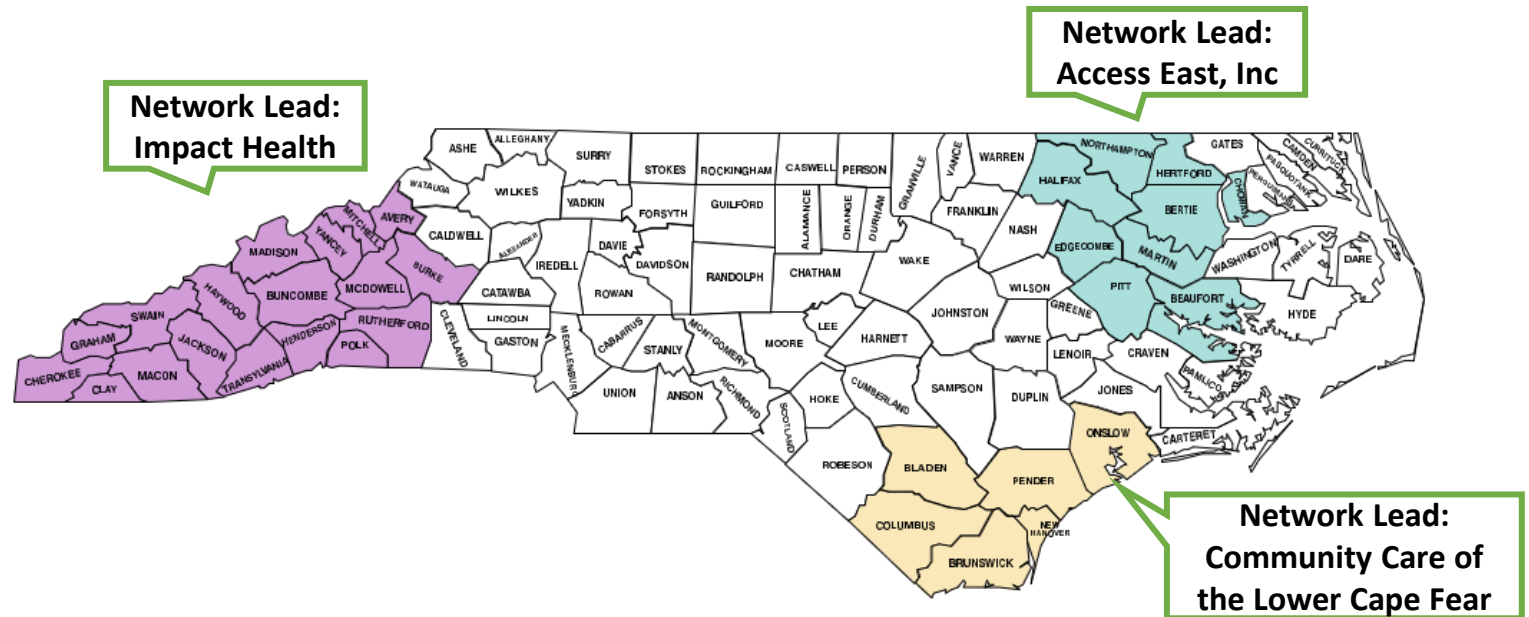 Network Lead:
Access East, Inc
Network Lead:
Impact Health
ASHE
ALLEGHANY
SURRY
STOKES
ROCKINGHAM
CASWELL
PERSON
GRANVILLE
VANCE
WARREN
NORTHAMPTON
GATES
CURRITUCK
CAMDEN
PASQUOTANK
PERQUIMANS
HERTFORD
HALIFAX
WATAUGA
WILKES
YADKIN
FORSYTH
GUILFORD
ALAMANCE
ORANGE
DURHAM
FRANKLIN
NASH
BERTIE
CHOWAN
MITCHELL
AVERY
CALDWELL
ALEXANDER
IREDELL
DAVIE
DAVIDSON
RANDOLPH
CHATHAM
WAKE
EDGECOMBE
MARTIN
WASHINGTON
TYRRELL
DARE
MADISON
YANCEY
BURKE
CATAWBA
ROWAN
WILSON
PITT
BEAUFORT
HYDE
HAYWOOD
BUNCOMBE
MCDOWELL
SWAIN
GRAHAM
JACKSON
HENDERSON
RUTHERFORD
POLK
CLEVELAND
LINCOLN
GASTON
MECKLENBURG
CABARRUS
STANLY
MONTGOMERY
MOORE
LEE
HARNETT
JOHNSTON
GREENE
WAYNE
LENOIR
CRAVEN
PAMLICO
CHEROKEE
CLAY
MACON
TRANSYLVANIA
UNION
ANSON
RICHMOND
SCOTLAND
HOKE
CUMBERLAND
SAMPSON
DUPLIN
JONES
CARTERET
ONSLOW
ROBESON
BLADEN
PENDER
COLUMBUS
NEW
HANOVER
BRUNSWICK
Network Lead:
Community Care of
the Lower Cape Fear